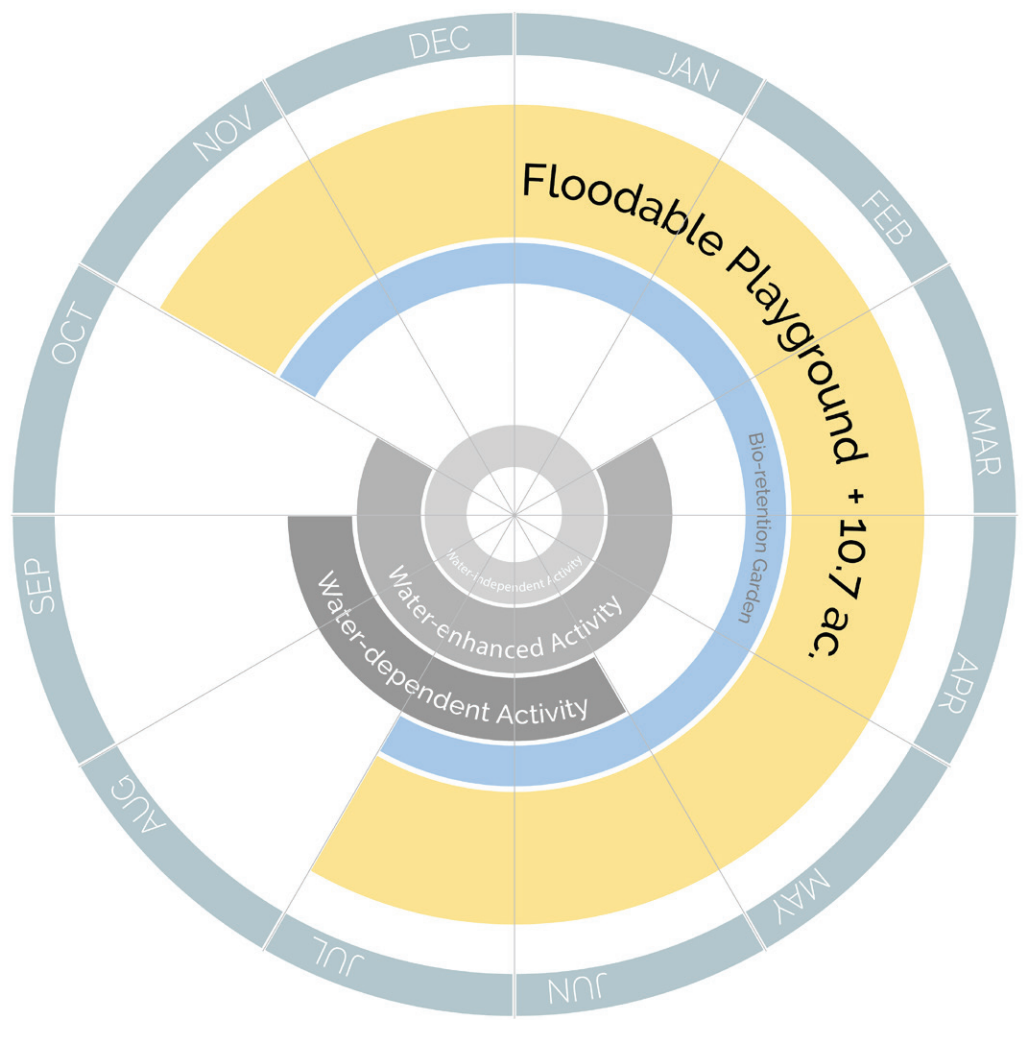 JAN
FEB
MAR
APR
MAY
JUN
JUL
AUG
SEP
OCT
NOV
DEC
Floodable Playground + 10.7 ac.
Bio-retention Garden
Water-independent Activity
Water-enhanced Activity
Water-dependent Activity